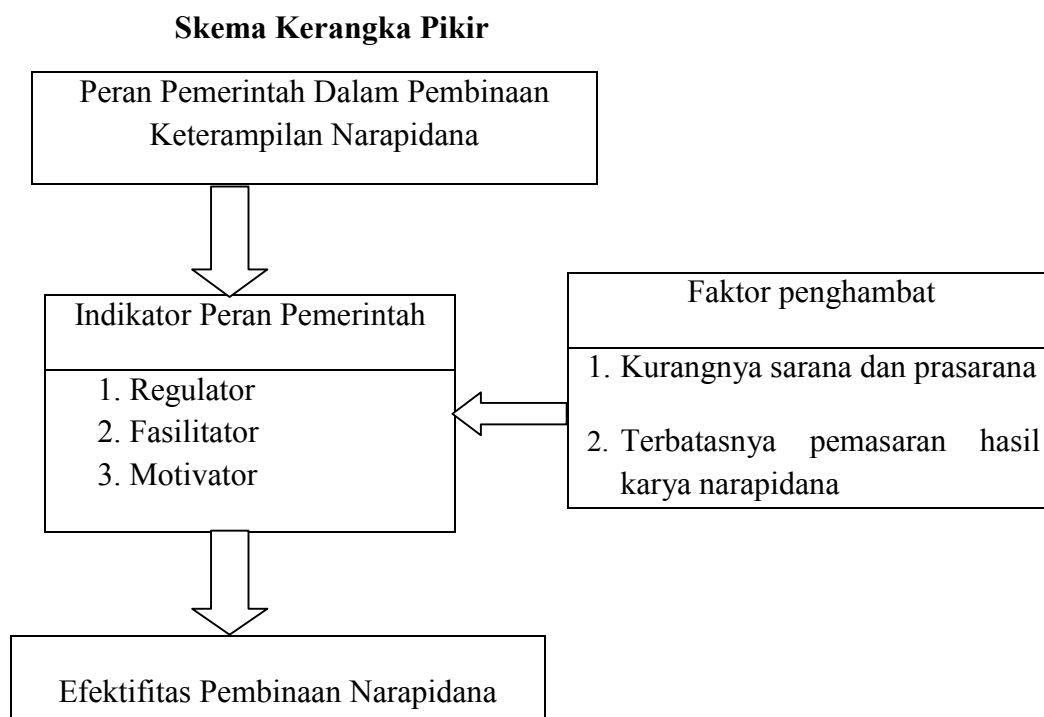 Skema Kerangka Pikir
Peran Pemerintah Dalam Pembinaan
Keterampilan Narapidana
Indikator Peran Pemerintah
1. Regulator
2. Fasilitator
3. Motivator
Faktor penghambat
1. Kurangnya sarana dan prasarana
2. Terbatasnya pemasaran hasil
karya narapidana
Efektifitas Pembinaan Narapidana